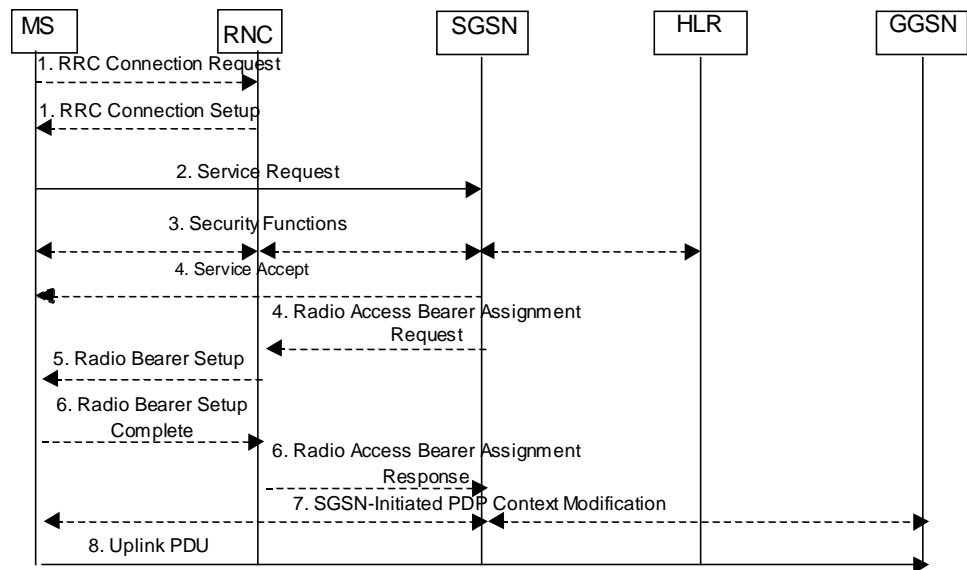 MS
RNC
SGSN
HLR
GGSN
1. RRC Connection Request
1. RRC Connection Setup
2. Service Request
3. Security Functions
4. Service Accept
4. Radio Access Bearer Assignment
Request
5. Radio Bearer Setup
6. Radio Bearer Setup
Complete
6. Radio Access Bearer Assignment
Response
7. SGSN-Initiated PDP Context Modification
8. Uplink PDU